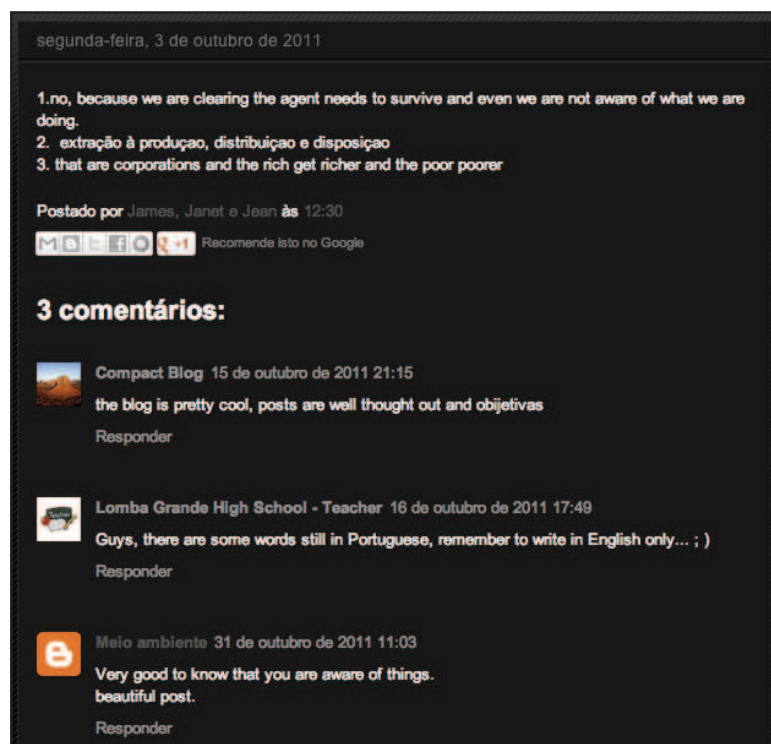 segunda-feira, 3 de outubro de 2011
1.no, because we are clearing the agent needs to survive and even we are not aware of what we are
doing.
2. extração à produçao, distribuiçao e disposiçao
3. that are corporations and the rich get richer and the poor poorer
Postado por James, Janet e Jean às 12:30
+1 Recomende isto no Google
3 comentários:
Compact Blog 15 de outubro de 2011 21:15
the blog is pretty cool, posts are well thought out and obijetivas
Responder
Lomba Grande High School - Teacher 16 de outubro de 2011 17:49
Guys, there are some words still in Portuguese, remember to write in English only... ; )
Responder
Meio ambiente 31 de outubro de 2011 11:03
Very good to know that you are aware of things.
beautiful post.
Responder